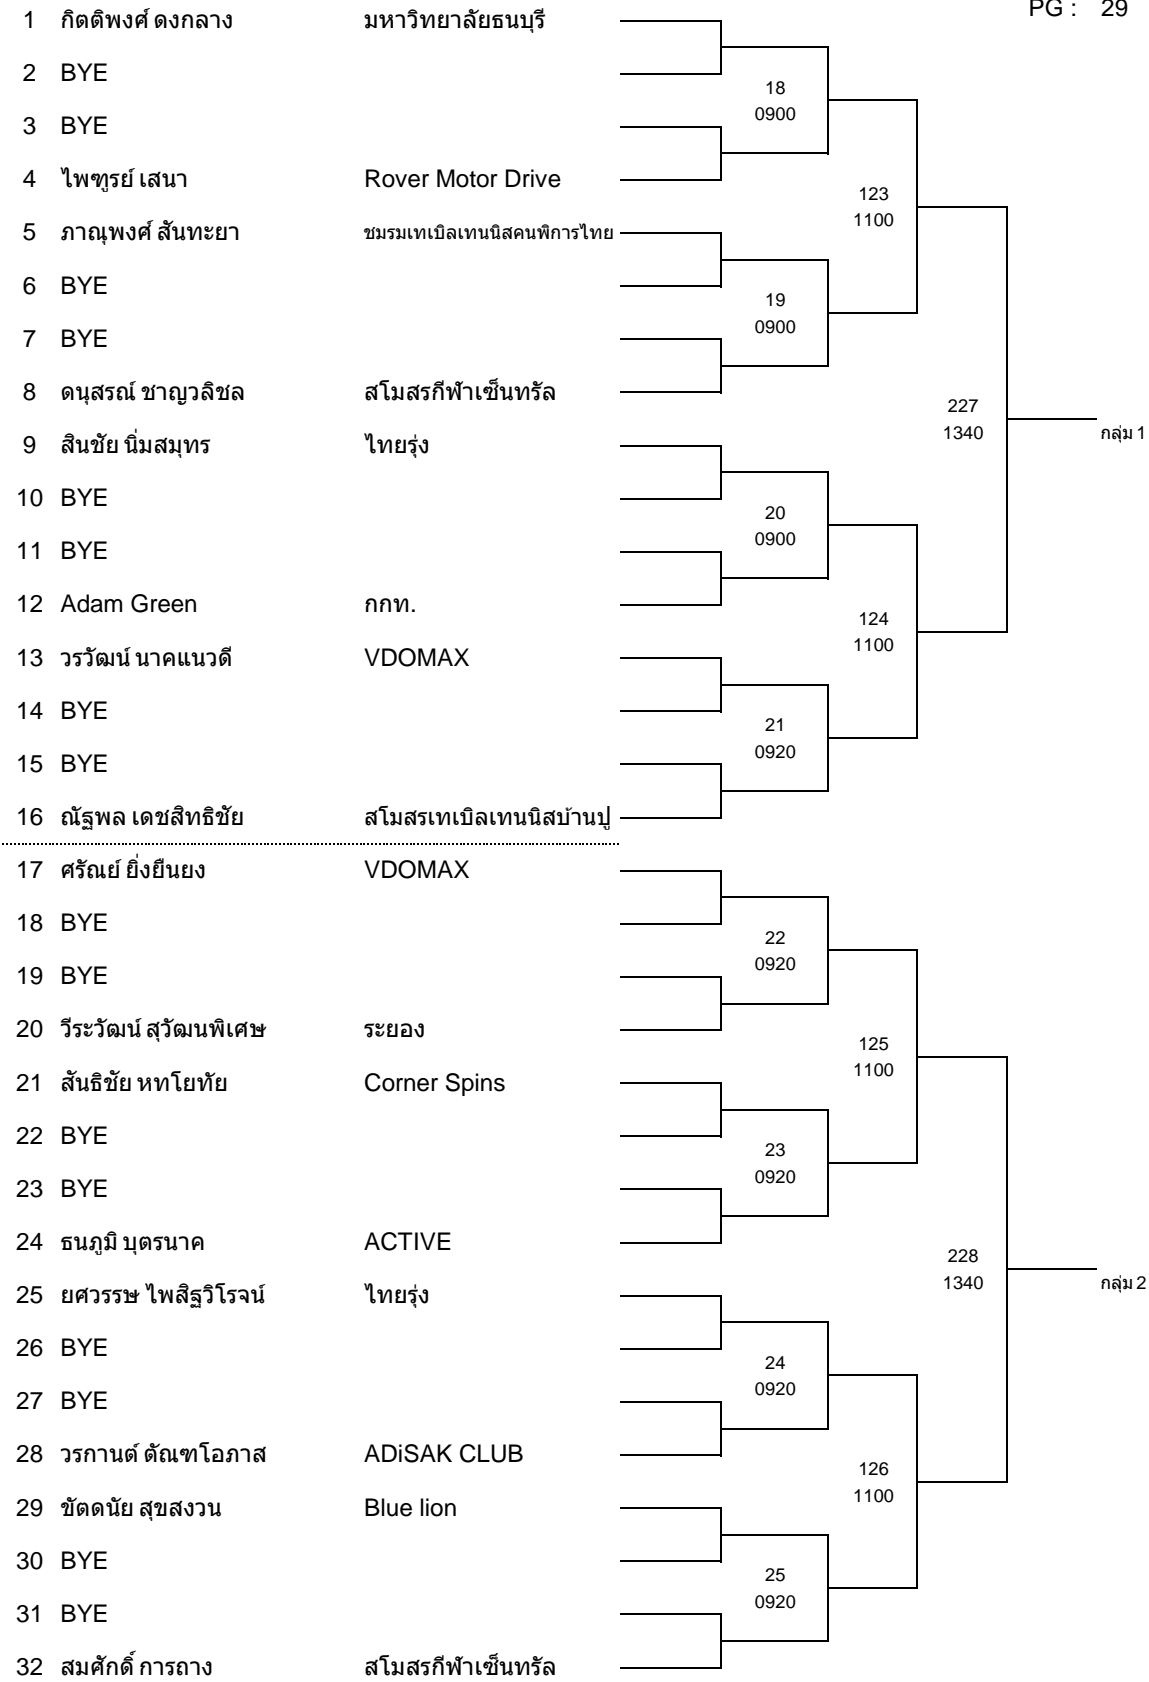 PG : 29
1 กิตติพงศ์ ดงกลาง มหาวิทยาลัยธนบุรี
2 BYE
18
0900
3 BYE
4 ไพฑูรย์ เสนา Rover Motor Drive
123
1100
5 ภาณุพงศ์ สันทะยา ชมรมเทเบิลเทนนิสคนพิการไทย
6 BYE
19
0900
7 BYE
8 ดนุสรณ์ ชาญวลิชล สโมสรกีฬาเซ็นทรัล
227
1340
กลุ่ม 1
9 สินชัย นิ่มสมุทร ไทยรุ่ง
10 BYE
20
0900
11 BYE
12 Adam Green กกท.
124
1100
13 วรวัฒน์ นาคแนวดี VDOMAX
14 BYE
21
0920
15 BYE
16 ณัฐพล เดชสิทธิชัย สโมสรเทเบิลเทนนิสบ้านปู
17 ศรัณย์ ยิ่งยืนยง VDOMAX
18 BYE
22
0920
19 BYE
20 วีระวัฒน์ สุวัฒนพิเศษ ระยอง
125
1100
21 สันธิชัย หทโยทัย Corner Spins
22 BYE
23
0920
23 BYE
24 ธนภูมิ บุตรนาค ACTIVE
228
1340
กลุ่ม 2
25 ยศวรรษ ไพสิฐวิโรจน์ ไทยรุ่ง
26 BYE
24
0920
27 BYE
28 วรกานต์ ตัณฑโอภาส ADiSAK CLUB
126
1100
29 ขัตดนัย สุขสงวน Blue lion
30 BYE
25
0920
31 BYE
32 สมศักดิ์ การถาง สโมสรกีฬาเซ็นทรัล